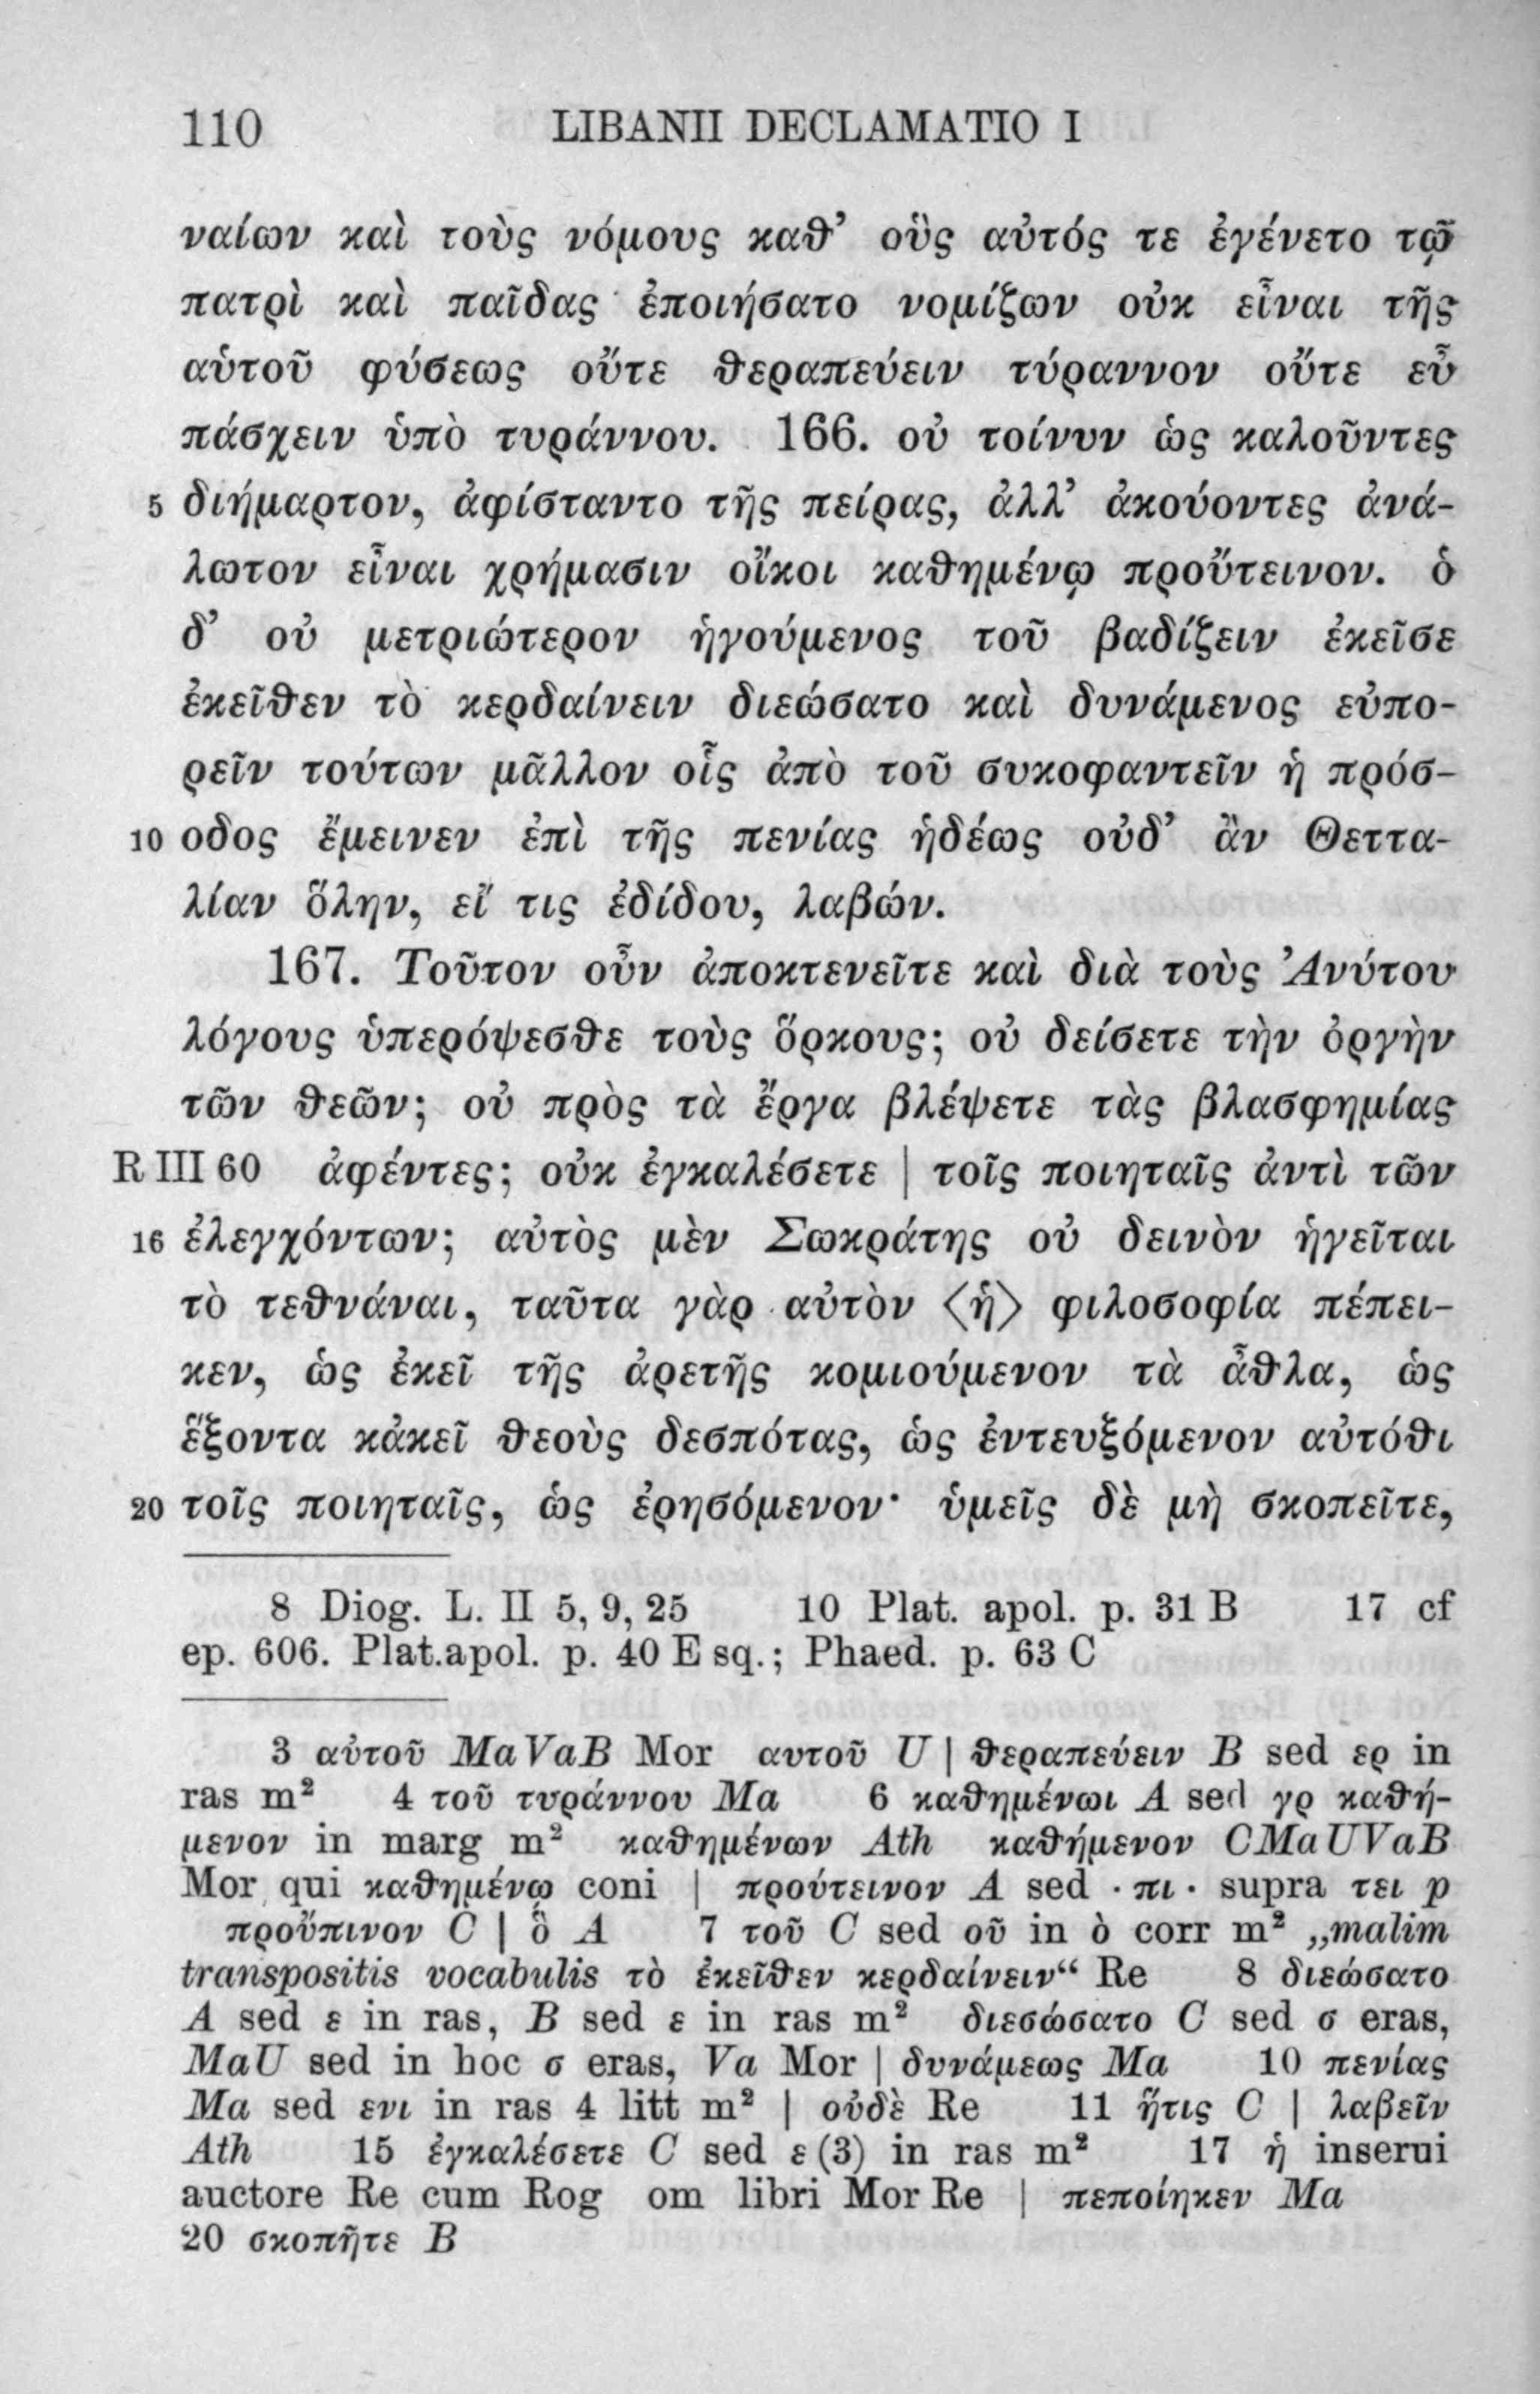 110 LIBANII DECLAMATIO I
ναίων καὶ τοὺς νόμους καθ’ οὓς αὐτός τε ἐγένετο τῷ
πατρὶ καὶ παῖδας ἐποιήσατο νομίζων οὐκ εἶναι τῆς
αὑτοῦ φύσεως οὔτε θεραπεύειν τύραννον οὔτε εὖ
πάσχειν ὑπὸ τυράννου. 166. οὐ τοίνυν ὡς καλοῦντες
5 διήμαρτον, ἀφίσταντο τῆς πείρας, ἀλλ’ ἀκούοντες ἀνά-
λωτον εἶναι χρήμασιν οἴκοι καθημένῳ προὔτεινον. ὁ
δ’ οὐ μετριώτερον ἡγούμενος τοῦ βαδίζειν ἐκεῖσε
ἐκεῖθεν τὸ κερδαίνειν διεώσατο καὶ δυνάμενος εὐπο-
ρεῖν τούτων μᾶλλον οἷς ἀπὸ τοῦ συκοφαντεῖν ἡ πρόσ-
10 οδος ἔμεινεν ἐπὶ τῆς πενίας ἡδέως οὐδ’ ἂν Θεττα-
λίαν ὅλην, εἴ τις ἐδίδου, λαβών.
167. Τοῦτον οὖν ἀποκτενεῖτε καὶ διὰ τοὺς Ἀνύτου
λόγους ὑπερόψεσθε τοὺς ὅρκους; οὐ δείσετε τὴν ὀργὴν
τῶν θεῶν; οὐ πρὸς τὰ ἔργα βλέψετε τὰς βλασφημίας
R III 60 ἀφέντες; οὐκ ἐγκαλέσετε | τοῖς ποιηταῖς ἀντὶ τῶν
16 ἐλεγχόντων; αὐτὸς μὲν Σωκράτης οὐ δεινὸν ἡγεῖται
τὸ τεθνάναι, ταῦτα γὰρ αὐτὸν ⟨ἡ⟩ φιλοσοφία πέπει-
κεν, ὡς ἐκεῖ τῆς ἀρετῆς κομιούμενον τὰ ἆθλα, ὡς
ἕξοντα κἀκεῖ θεοὺς δεσπότας, ὡς ἐντευξόμενον αὐτόθι
20 τοῖς ποιηταῖς, ὡς ἐρησόμενον· ὑμεῖς δὲ μὴ σκοπεῖτε,
8 Diog. L. II 5, 9, 25 10 Plat. apol. p. 31 B 17 cf
ep. 606. Plat. apol. p. 40 E sq.; Phaed. p. 63 C
3 αὐτοῦ MaVaB Mor αυτοῦ U | θεραπεύειν B sed ερ in
ras m² 4 τοῦ τυράννου Ma 6 καθημένωι A sed γρ καθή-
μενον in marg m² καθημένων Ath καθήμενον CMaUVaB
Mor qui καθημένῳ coni | προύτεινον A sed · πι · supra τει p
προὔπινον C | ὃ A 7 τοῦ C sed οῦ in ὸ corr m² „malim
transpositis vocabulis τὸ ἐκεῖθεν κερδαίνειν“ Re 8 διεώσατο
A sed ε in ras, B sed ε in ras m² διεσώσατο C sed σ eras,
MaU sed in hoc σ eras, Va Mor | δυνάμεως Ma 10 πενίας
Ma sed ενι in ras 4 litt m² | οὐδὲ Re 11 ἥτις C | λαβεῖν
Ath 15 ἐγκαλέσετε C sed ε (3) in ras m² 17 ἡ inserui
auctore Re cum Rog om libri Mor Re | πεποίηκεν Ma
20 σκοπῆτε B